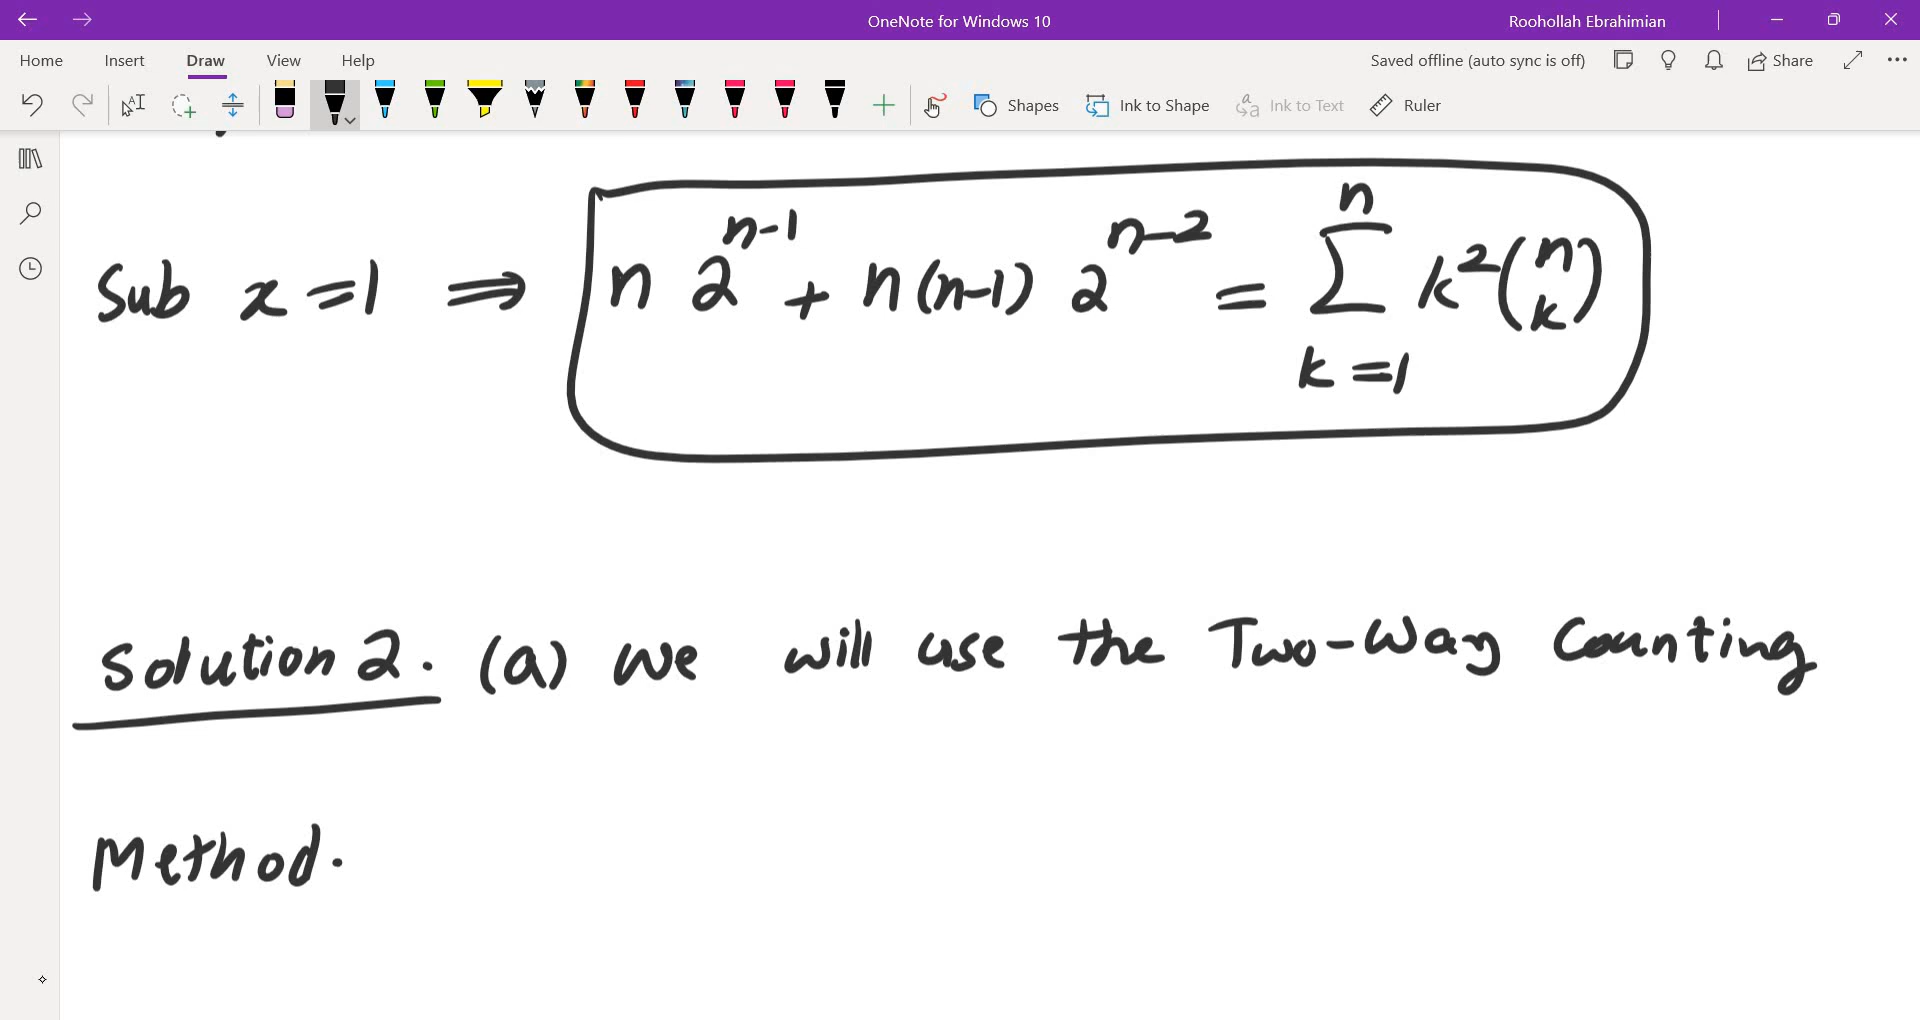 OneNote for Windows 10
Roohollah Ebrahimian
Home Insert Draw View Help
Saved offline (auto sync is off)
Share
Shapes
Ink to Shape
Ink to Text
Ruler
Sub x=1 ⟹ n 2^{n-1} + n(n-1) 2^{n-2} = \sum_{k=1}^{n} k^2 \binom{n}{k}
Solution 2. (a) We will use the Two-Way Counting
Method.